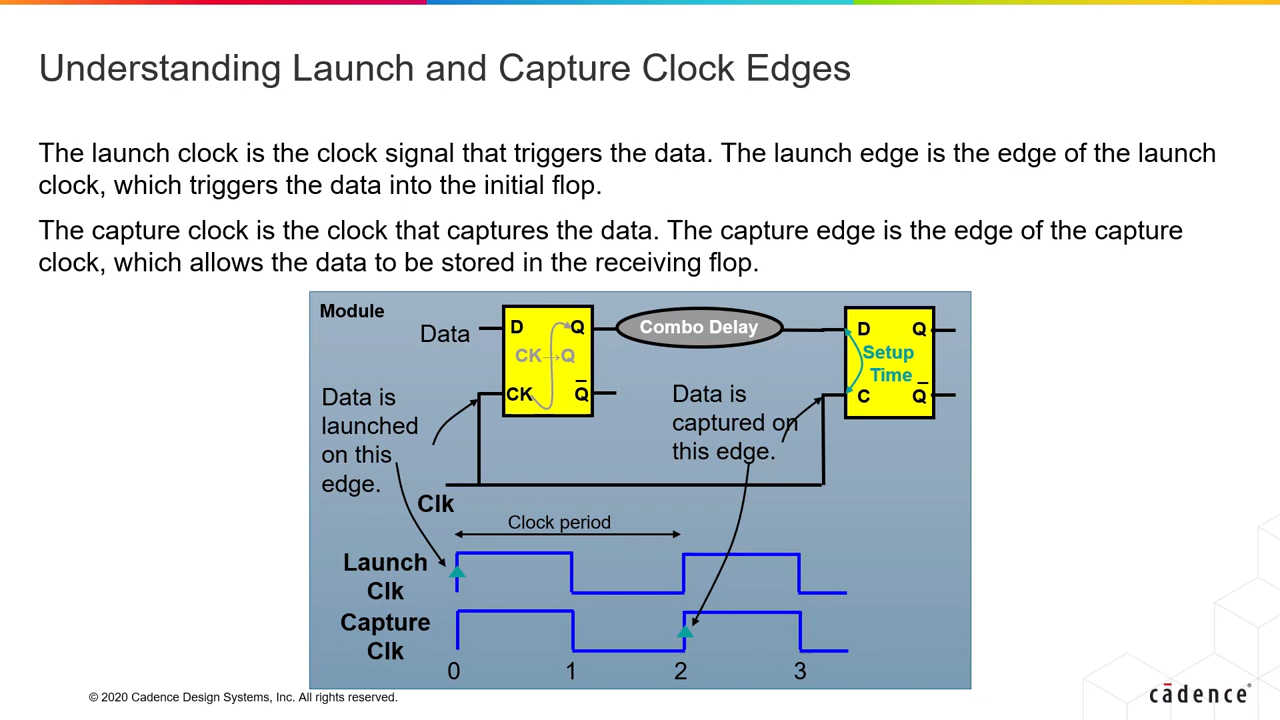 Understanding Launch and Capture Clock Edges
The launch clock is the clock signal that triggers the data. The launch edge is the edge of the launch
clock, which triggers the data into the initial flop.
The capture clock is the clock that captures the data. The capture edge is the edge of the capture
clock, which allows the data to be stored in the receiving flop.
Module
Data
D Q
CK→Q
CK Q̅
Combo Delay
D Q
Setup
Time
C Q̅
Data is
launched
on this
edge.
Data is
captured on
this edge.
Clk
Clock period
Launch
Clk
Capture
Clk
0 1 2 3
© 2020 Cadence Design Systems, Inc. All rights reserved.
cādence®